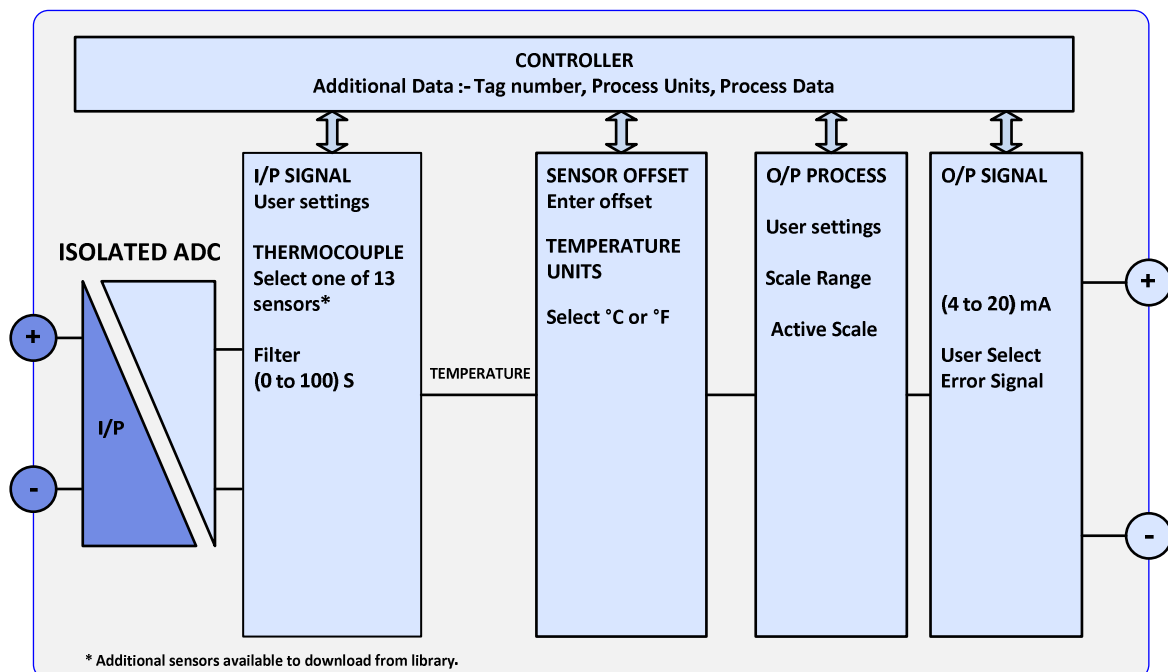 CONTROLLER
Additional Data :- Tag number, Process Units, Process Data
ISOLATED ADC
+
-
I/P
I/P SIGNAL
User settings
THERMOCOUPLE
Select one of 13
sensors*
Filter
(0 to 100) S
TEMPERATURE
SENSOR OFFSET
Enter offset
TEMPERATURE
UNITS
Select °C or °F
O/P PROCESS
User settings
Scale Range
Active Scale
O/P SIGNAL
(4 to 20) mA
User Select
Error Signal
+
-
* Additional sensors available to download from library.